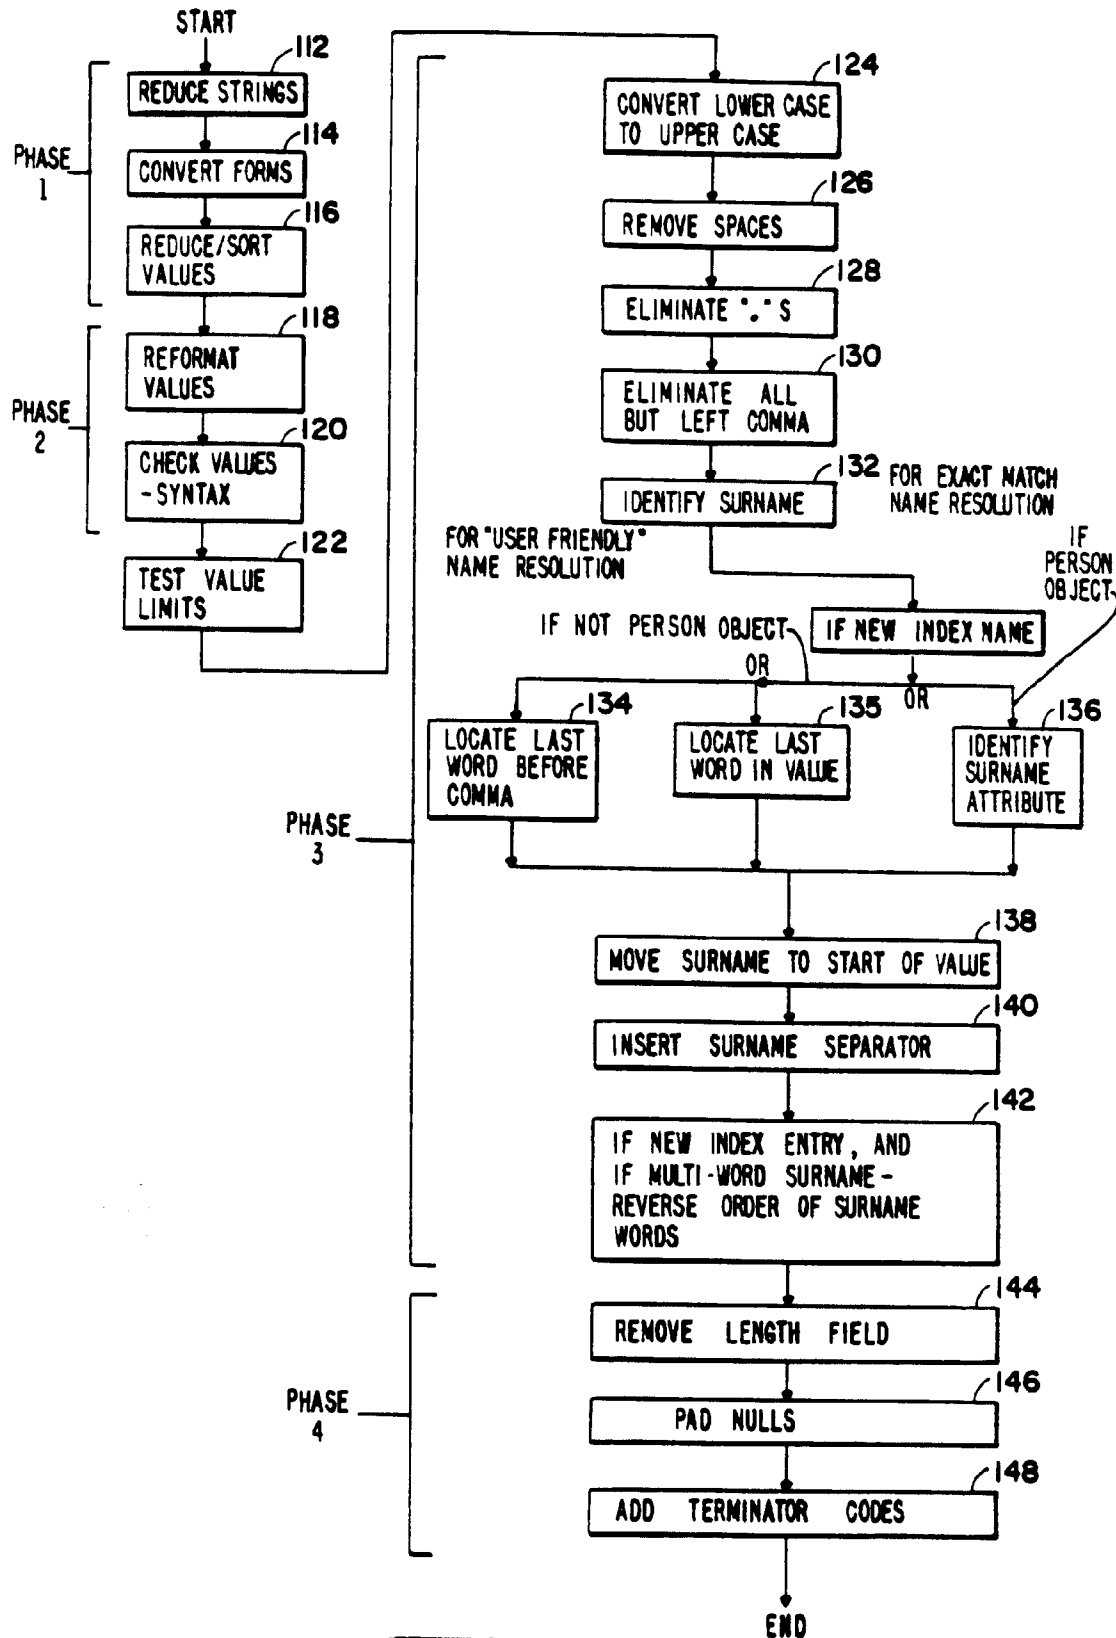 START
112
REDUCE STRINGS
114
CONVERT FORMS
116
REDUCE/SORT
VALUES
PHASE
1
118
REFORMAT
VALUES
120
CHECK VALUES
-SYNTAX
PHASE
2
122
TEST VALUE
LIMITS
124
CONVERT LOWER CASE
TO UPPER CASE
126
REMOVE SPACES
128
ELIMINATE "."S
130
ELIMINATE ALL
BUT LEFT COMMA
132
IDENTIFY SURNAME
FOR EXACT MATCH
NAME RESOLUTION
FOR "USER FRIENDLY"
NAME RESOLUTION
IF
PERSON
OBJECT
IF NEW INDEX NAME
IF NOT PERSON OBJECT
OR
OR
134
LOCATE LAST
WORD BEFORE
COMMA
135
LOCATE LAST
WORD IN VALUE
136
IDENTIFY
SURNAME
ATTRIBUTE
PHASE
3
138
MOVE SURNAME TO START OF VALUE
140
INSERT SURNAME SEPARATOR
142
IF NEW INDEX ENTRY, AND
IF MULTI-WORD SURNAME-
REVERSE ORDER OF SURNAME
WORDS
144
REMOVE LENGTH FIELD
PHASE
4
146
PAD NULLS
148
ADD TERMINATOR CODES
END